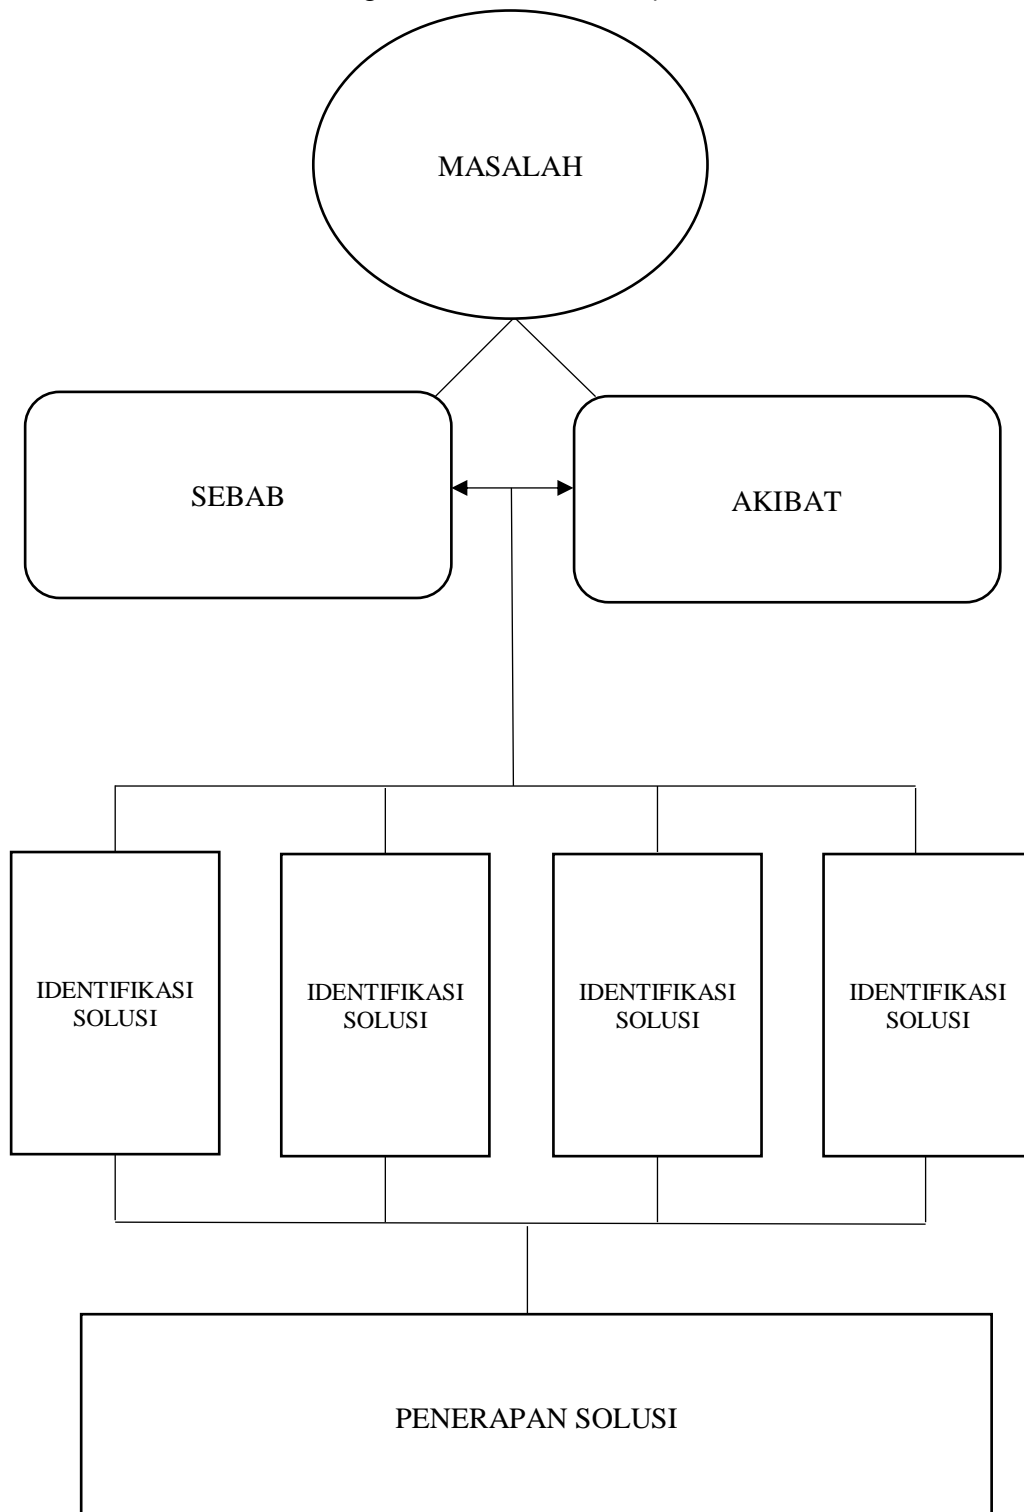 MASALAH
SEBAB
AKIBAT
IDENTIFIKASI
SOLUSI
IDENTIFIKASI
SOLUSI
IDENTIFIKASI
SOLUSI
IDENTIFIKASI
SOLUSI
PENERAPAN SOLUSI